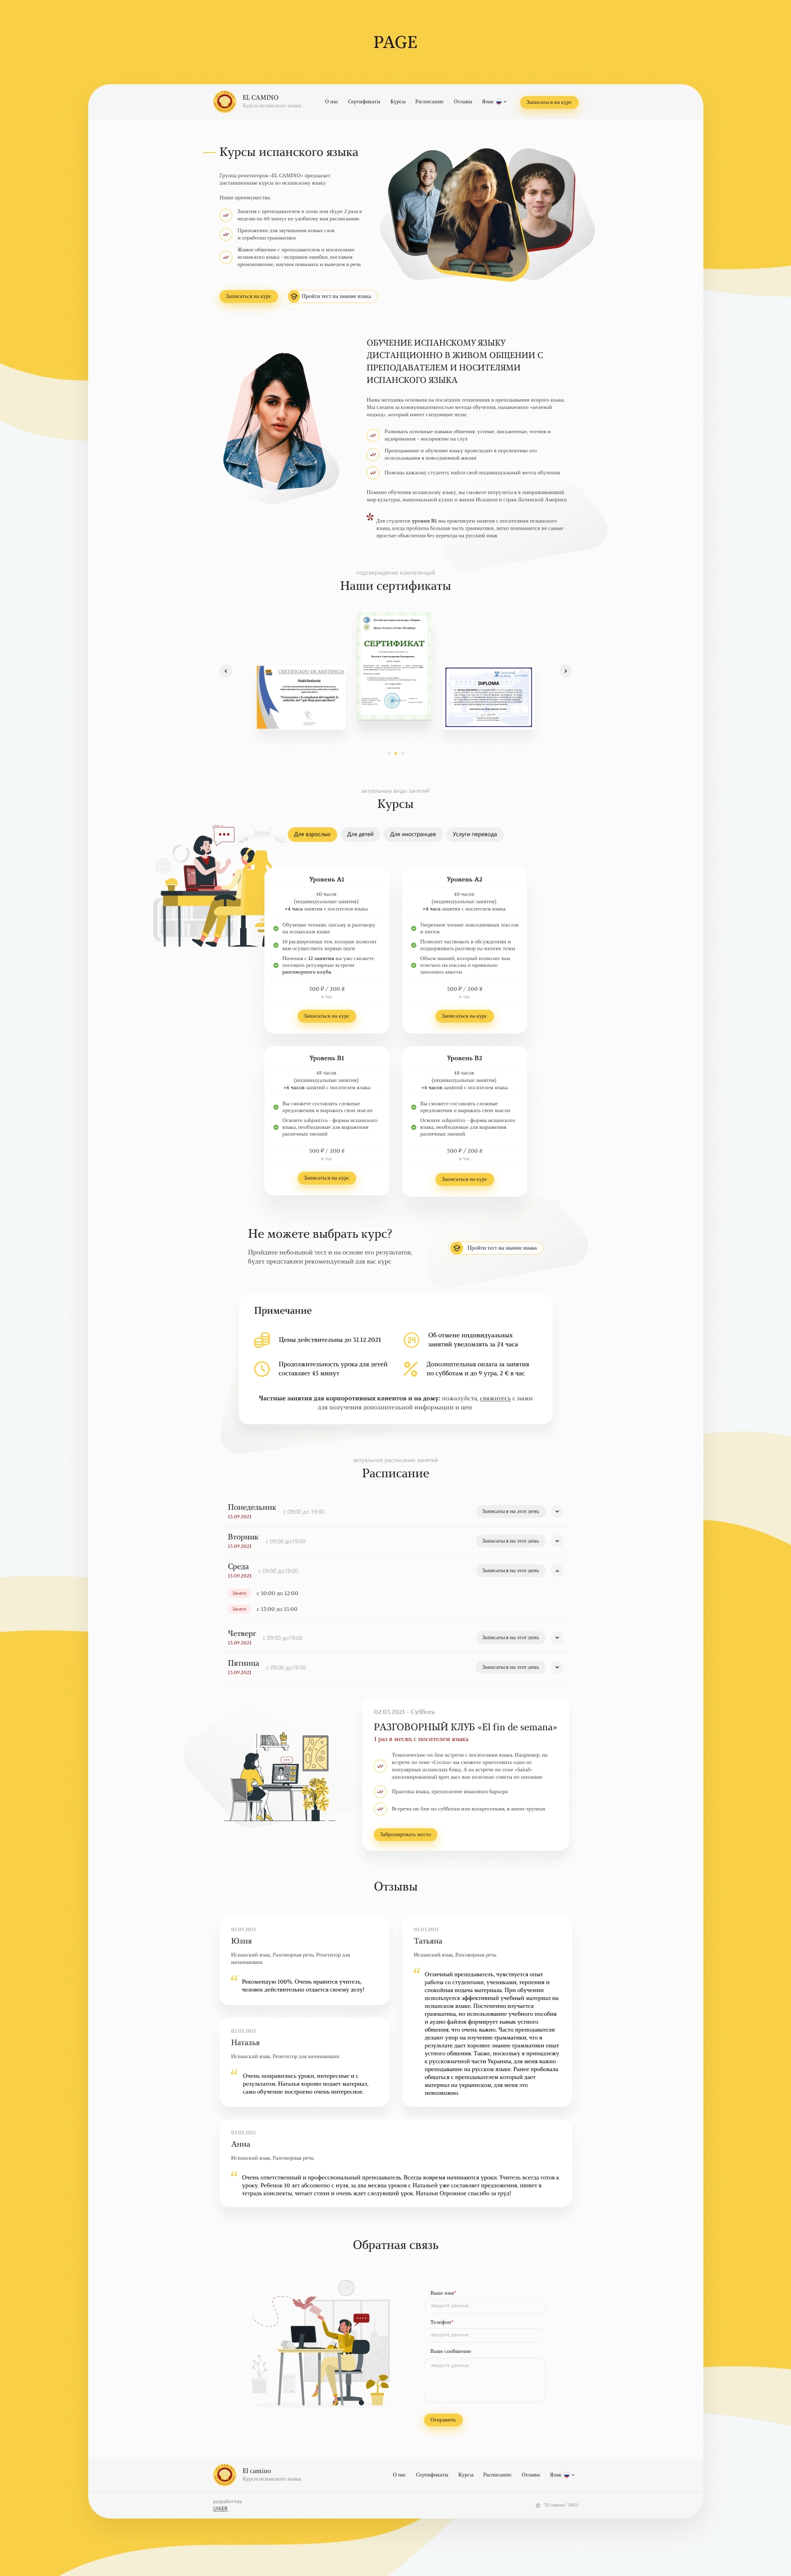 PAGE
EL CAMINO
Курсы испанского языка
О нас Сертификаты Курсы Расписание Отзывы Язык
Записаться на курс
Курсы испанского языка
Группа репетиторов «EL CAMINO» предлагает
дистанционные курсы по испанскому языку
Наши преимущества
Занятия с преподавателем в zoom или skype 2 раза в
неделю по 60 минут по удобному вам расписанию
Приложение для заучивания новых слов
и отработки грамматики
Живое общение с преподавателем и носителями
испанского языка - исправим ошибки, поставим
произношение, научим понимать и выведем в речь
Записаться на курс
Пройти тест на знание языка
ОБУЧЕНИЕ ИСПАНСКОМУ ЯЗЫКУ
ДИСТАНЦИОННО В ЖИВОМ ОБЩЕНИИ С
ПРЕПОДАВАТЕЛЕМ И НОСИТЕЛЯМИ
ИСПАНСКОГО ЯЗЫКА
Наша методика основана на последних тенденциях в преподавании второго языка.
Мы следим за коммуникативностью метода обучения, называемого «целевой
подход», который имеет следующие цели
Развивать основные навыки общения: устные, письменные, чтения и
аудирования – восприятие на слух
Преподавание и обучение языку происходит в перспективе его
использования в повседневной жизни
Помощь каждому студенту найти свой индивидуальный метод обучения
Помимо обучения испанскому языку, вы сможете погрузиться в завораживающий
мир культуры, национальной кухни и жизни Испании и стран Латинской Америки
Для студентов уровня B1 мы практикуем занятия с носителями испанского
языка, когда пройдена большая часть грамматики, легко понимаются не самые
простые объяснения без перехода на русский язык
подтверждение компетенций
Наши сертификаты
CERTIFICADO DE ASISTENCIA
СЕРТИФИКАТ
DIPLOMA
актуальные виды занятий
Курсы
Для взрослых Для детей Для иностранцев Услуги перевода
Уровень A1
40 часов
(индивидуальные занятия)
+4 часа занятия с носителем языка
Обучение чтению, письму и разговору
на испанском языке
10 расширенных тем, которые позволят
вам осуществить первые шаги
Начиная с 12 занятия вы уже сможете
посещать регулярные встречи
разговорного клуба
500 ₽ / 200 ₴
в час
Записаться на курс
Уровень A2
40 часов
(индивидуальные занятия)
+4 часа занятия с носителем языка
Уверенное чтение повседневных текстов
и писем
Позволит частвовать в обсуждениях и
поддерживать разговор на многие темы
Объем знаний, который позволит вам
отвечать на письма и правильно
заполнять анкеты
500 ₽ / 200 ₴
в час
Записаться на курс
Уровень B1
48 часов
(индивидуальные занятия)
+6 часов занятий с носителем языка
Вы сможете составлять сложные
предложения и выражать свои мысли
Освоите subjuntivo - формы испанского
языка, необходимые для выражения
различных эмоций
500 ₽ / 200 ₴
в час
Записаться на курс
Уровень B2
48 часов
(индивидуальные занятия)
+6 часов занятий с носителем языка
Вы сможете составлять сложные
предложения и выражать свои мысли
Освоите subjuntivo - формы испанского
языка, необходимые для выражения
различных эмоций
500 ₽ / 200 ₴
в час
Записаться на курс
Не можете выбрать курс?
Пройдите небольшой тест и на основе его результатов,
будет представлен рекомендуемый для вас курс
Пройти тест на знание языка
Примечание
Цены действительны до 31.12.2021
24
Об отмене индивидуальных
занятий уведомлять за 24 часа
Продолжительность урока для детей
составляет 45 минут
Дополнительная оплата за занятия
по субботам и до 9 утра, 2 € в час
Частные занятия для корпоротивных клиентов и на дому: пожалуйста, свяжитесь с нами
для получения дополнительной информации и цен
актуальное расписание занятий
Расписание
Понедельник с 09:00 до 19:00
13.09.2021
Записаться на этот день
Вторник с 09:00 до19:00
13.09.2021
Записаться на этот день
Среда с 09:00 до19:00
13.09.2021
Записаться на этот день
Занято с 10:00 до 12:00
Занято с 13:00 до 15:00
Четверг с 09:00 до19:00
13.09.2021
Записаться на этот день
Пятница с 09:00 до19:00
13.09.2021
Записаться на этот день
02.03.2021 - Суббота
РАЗГОВОРНЫЙ КЛУБ «El fin de semana»
1 раз в месяц с носителем языка
Тематические on-line встречи с носителями языка. Например, на
встрече по теме «Cocina» вы сможете приготовить одно из
популярных испанских блюд. А на встрече по теме «Salud»
дипломированный врач даст вам полезные советы по питанию
Практика языка, преодоление языкового барьера
Встречи on-line по субботам или воскресеньям, в мини-группах
Забронировать место
Отзывы
02.03.2021
Юлия
Испанский язык, Разговорная речь, Репетитор для
начинающих
Рекомендую 100%. Очень нравится учитель,
человек действительно отдается своему делу!
02.03.2021
Татьяна
Испанский язык, Разговорная речь
Отличный преподаватель, чувствуется опыт
работы со студентами, учениками, терпения и
спокойная подача материала. При обучении
используется эффективный учебный материал на
испанском языке. Постепенно изучается
грамматика, но использование учебного пособия
и аудио файлов формирует навык устного
общения, что очень важно. Часто преподаватели
делают упор на изучение грамматики, что в
результате дает хоровое знание грамматики опыт
устного общения. Также, поскольку я принадлежу
к русскоязычной части Украины, для меня важно
преподавание на русском языке. Ранее пробовала
общаться с преподавателем который дает
материал на украинском, для меня это
невозможно.
02.03.2021
Наталья
Испанский язык, Репетитор для начинающих
Очень понравились уроки, интересные и с
результатом. Наталья хорошо подает материал,
само обучение построено очень интересное.
02.03.2021
Анна
Испанский язык, Разговорная речь
Очень ответственный и профессиональный преподаватель. Всегда вовремя начинаются уроки. Учитель всегда готов к
уроку. Ребенок 10 лет абсолютно с нуля, за два месяца уроков с Натальей уже составляет предложения, пишет в
тетрадь конспекты, читает стихи и очень ждет следующий урок. Натальи Огромное спасибо за труд!
Обратная связь
Ваше имя*
введите данные
Телефон*
введите данные
Ваше сообщение
введите данные
Отправить
El camino
Курсы испанского языка
О нас Сертификаты Курсы Расписание Отзывы Язык
разработчик
UIXER
© "El camino" 2022